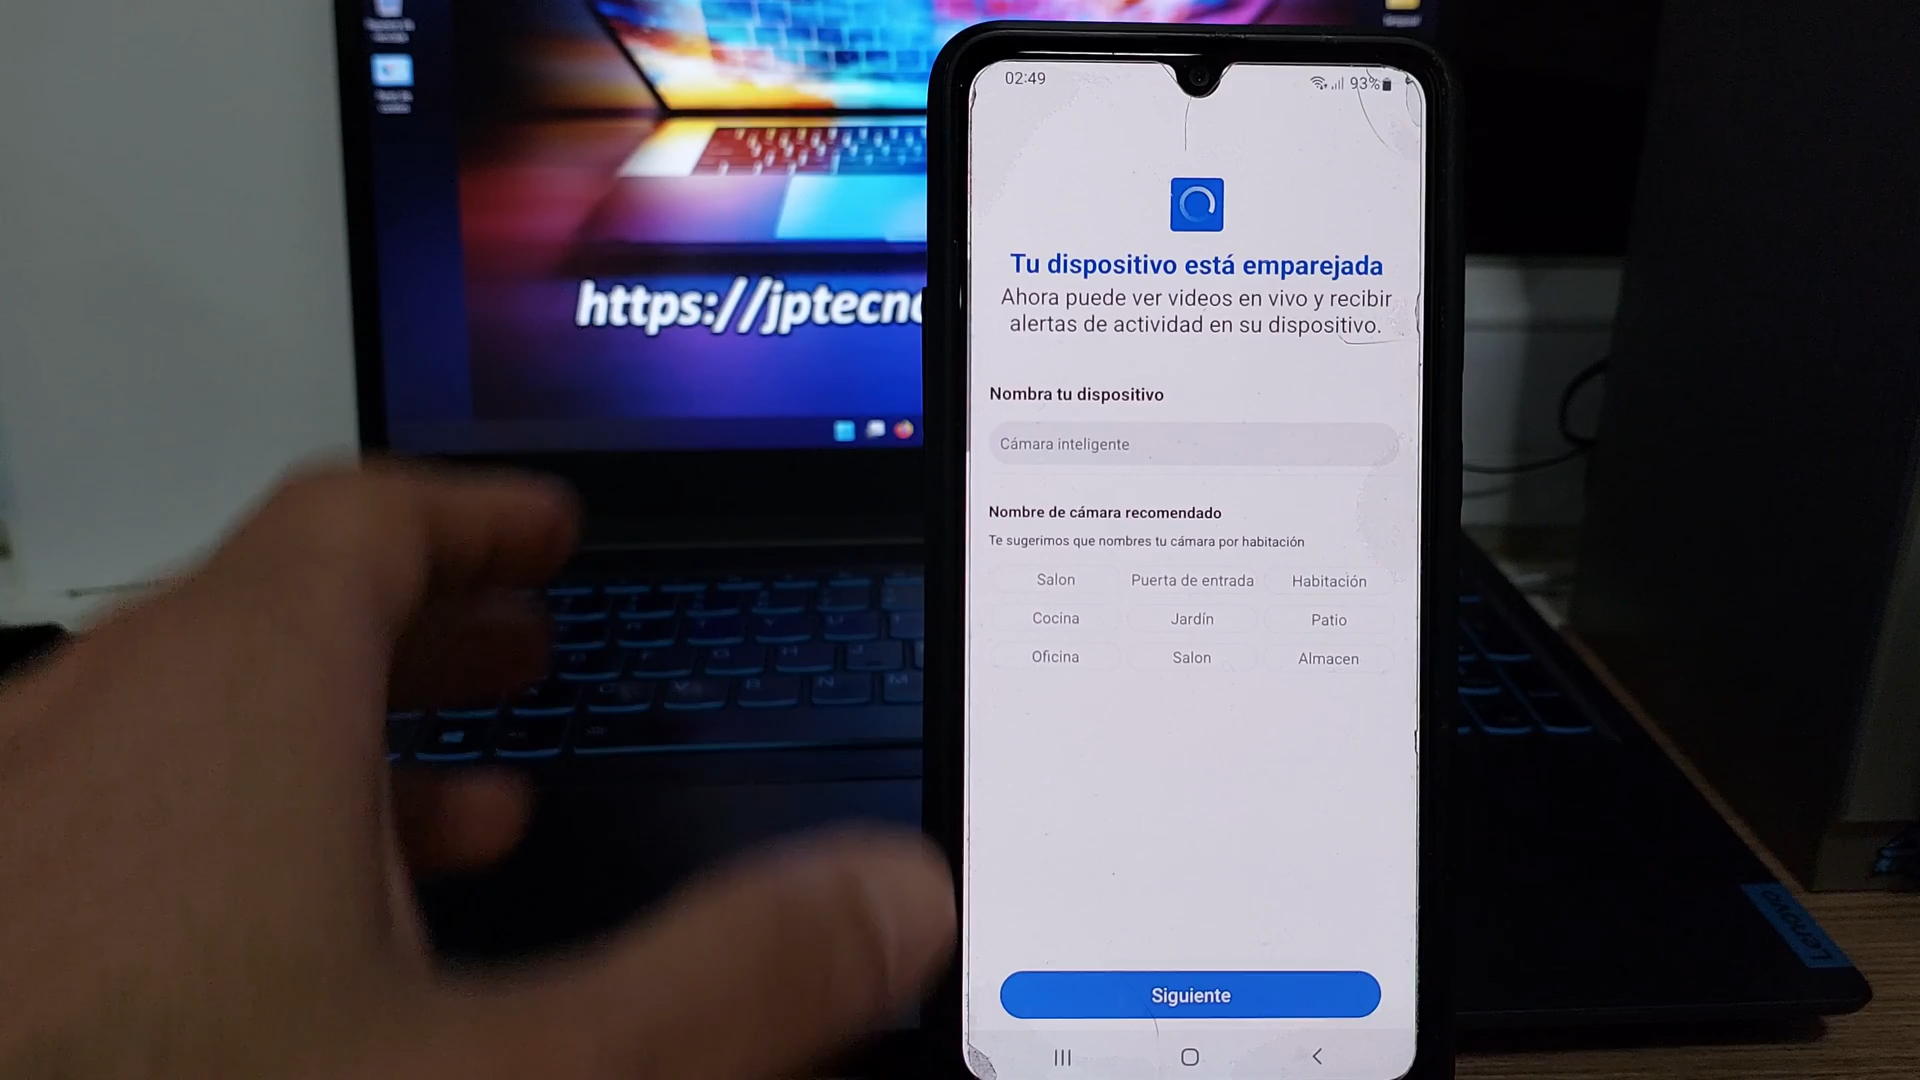 02:49
93%
Tu dispositivo está emparejada
Ahora puede ver videos en vivo y recibir
alertas de actividad en su dispositivo.
Nombra tu dispositivo
Cámara inteligente
Nombre de cámara recomendado
Te sugerimos que nombres tu cámara por habitación
Salon Puerta de entrada Habitación
Cocina Jardín Patio
Oficina Salon Almacen
Siguiente
https://jptecno
Lenovo